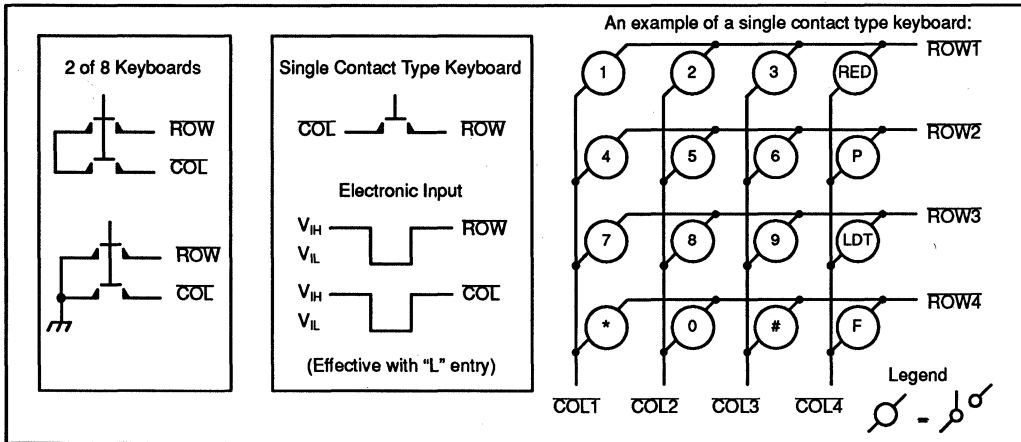 2 of 8 Keyboards
ROW
COL
ROW
COL
Single Contact Type Keyboard
COL ROW
Electronic Input
VIH ROW
VIL
VIH COL
VIL
(Effective with "L" entry)
An example of a single contact type keyboard:
1 2 3 RED ROW1
4 5 6 P ROW2
7 8 9 LDT ROW3
* 0 # F ROW4
COL1 COL2 COL3 COL4
Legend